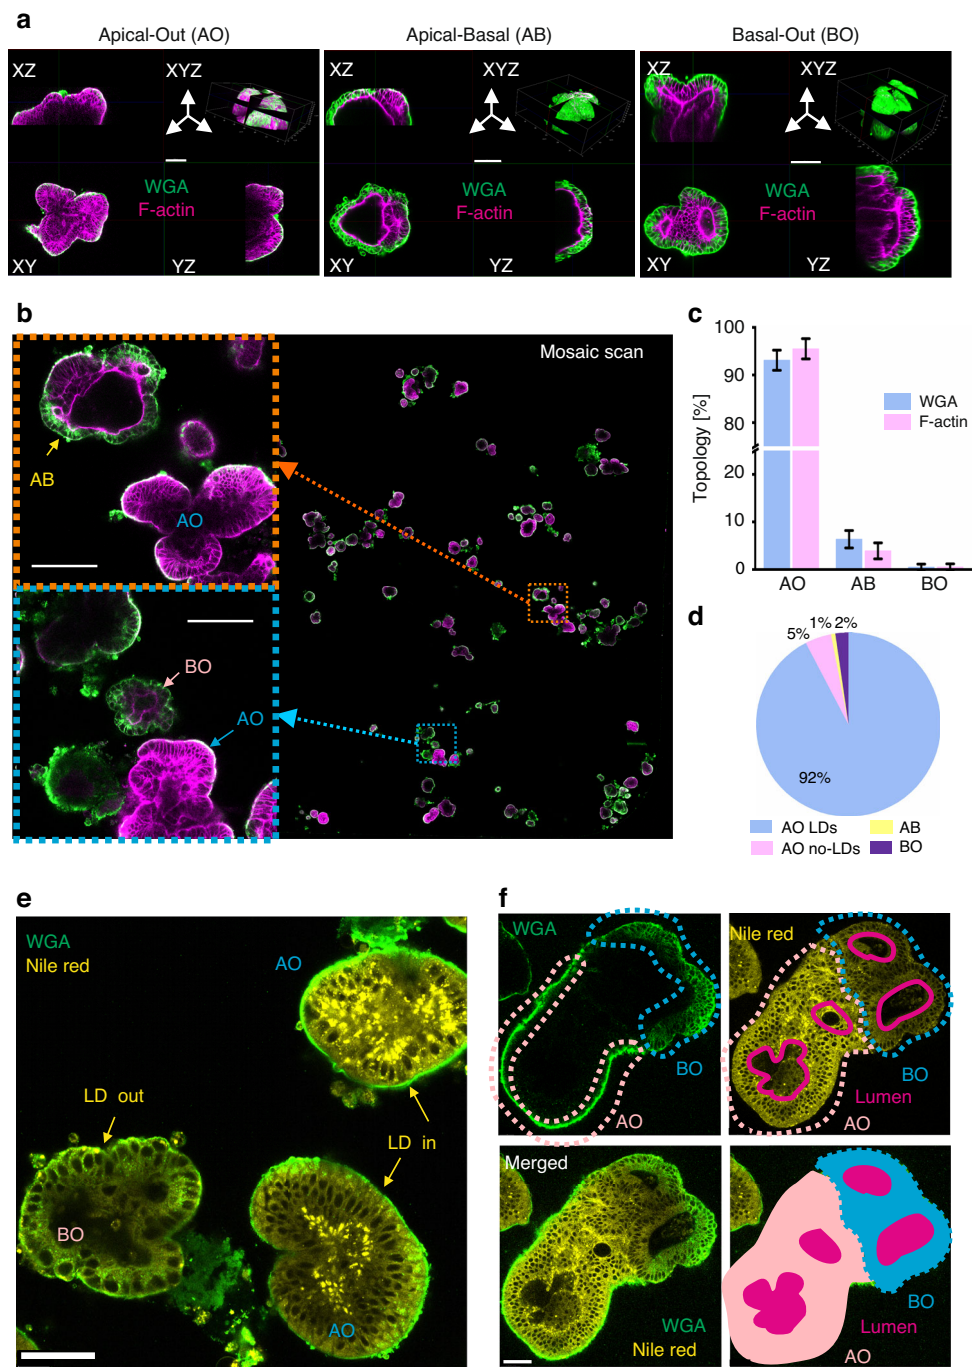 a
Apical-Out (AO)
Apical-Basal (AB)
Basal-Out (BO)
XZ
XYZ
WGA
F-actin
XY
YZ
XZ
XYZ
WGA
F-actin
XY
YZ
XZ
XYZ
WGA
F-actin
XY
YZ
b
Mosaic scan
AB
AO
BO
AO
c
Topology [%]
100
90
80
20
10
0
WGA
F-actin
AO
AB
BO
d
5%
1%
2%
92%
AO LDs
AB
AO no-LDs
BO
e
WGA
Nile red
AO
LD out
LD in
BO
AO
f
WGA
BO
AO
Nile red
BO
Lumen
AO
Merged
WGA
Nile red
BO
Lumen
AO